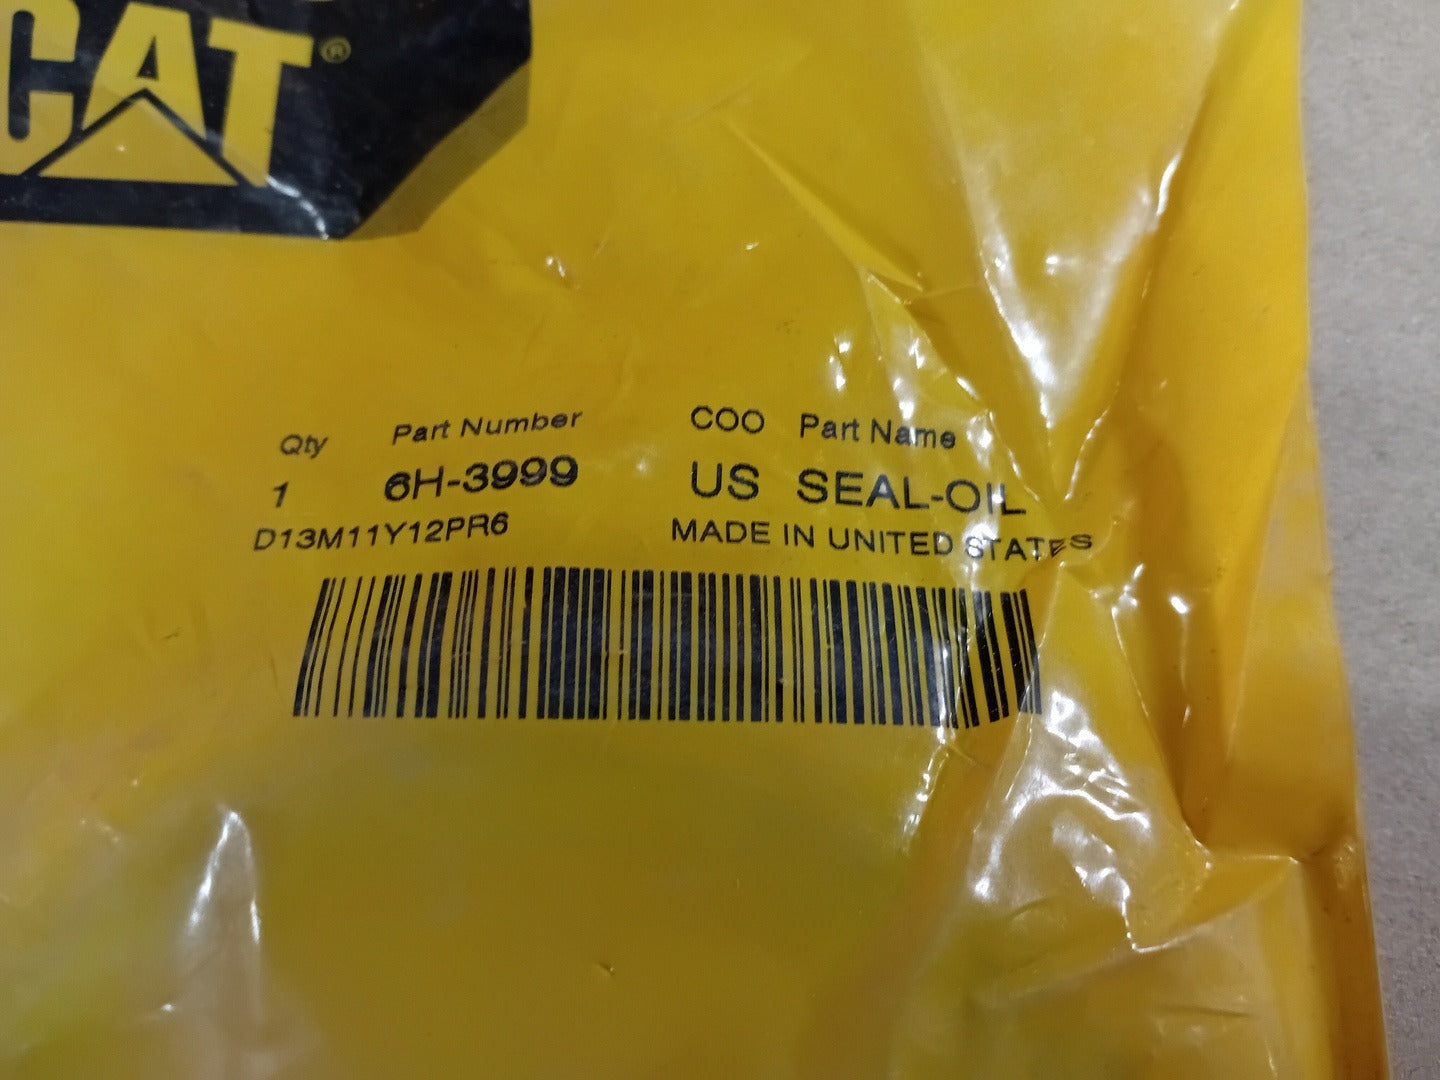 CAT®
Qty Part Number COO Part Name
1 6H-3999 US SEAL-OIL
D13M11Y12PR6 MADE IN UNITED STATES